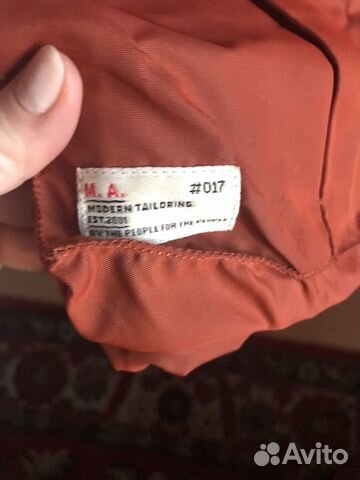 M. A. #017
MODERN TAILORING
EST.2001
BY THE PEOPLE FOR THE PEOPLE
Avito